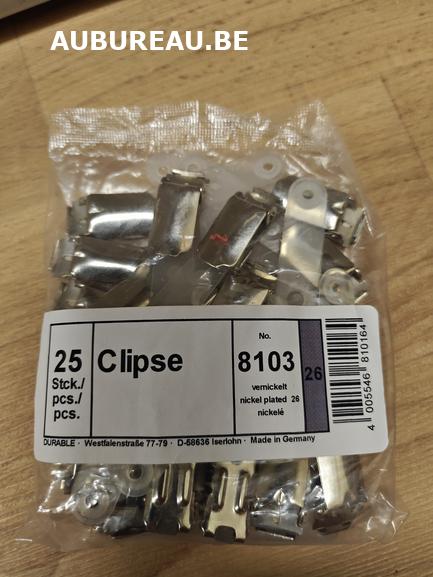 AUBUREAU.BE
25
Stck./
pcs./
pcs.
Clipse
No.
8103
vernickelt
nickel plated 26
nickelé
26
4 005546 810164
DURABLE · Westfalenstraße 77-79 · D-58636 Iserlohn · Made in Germany